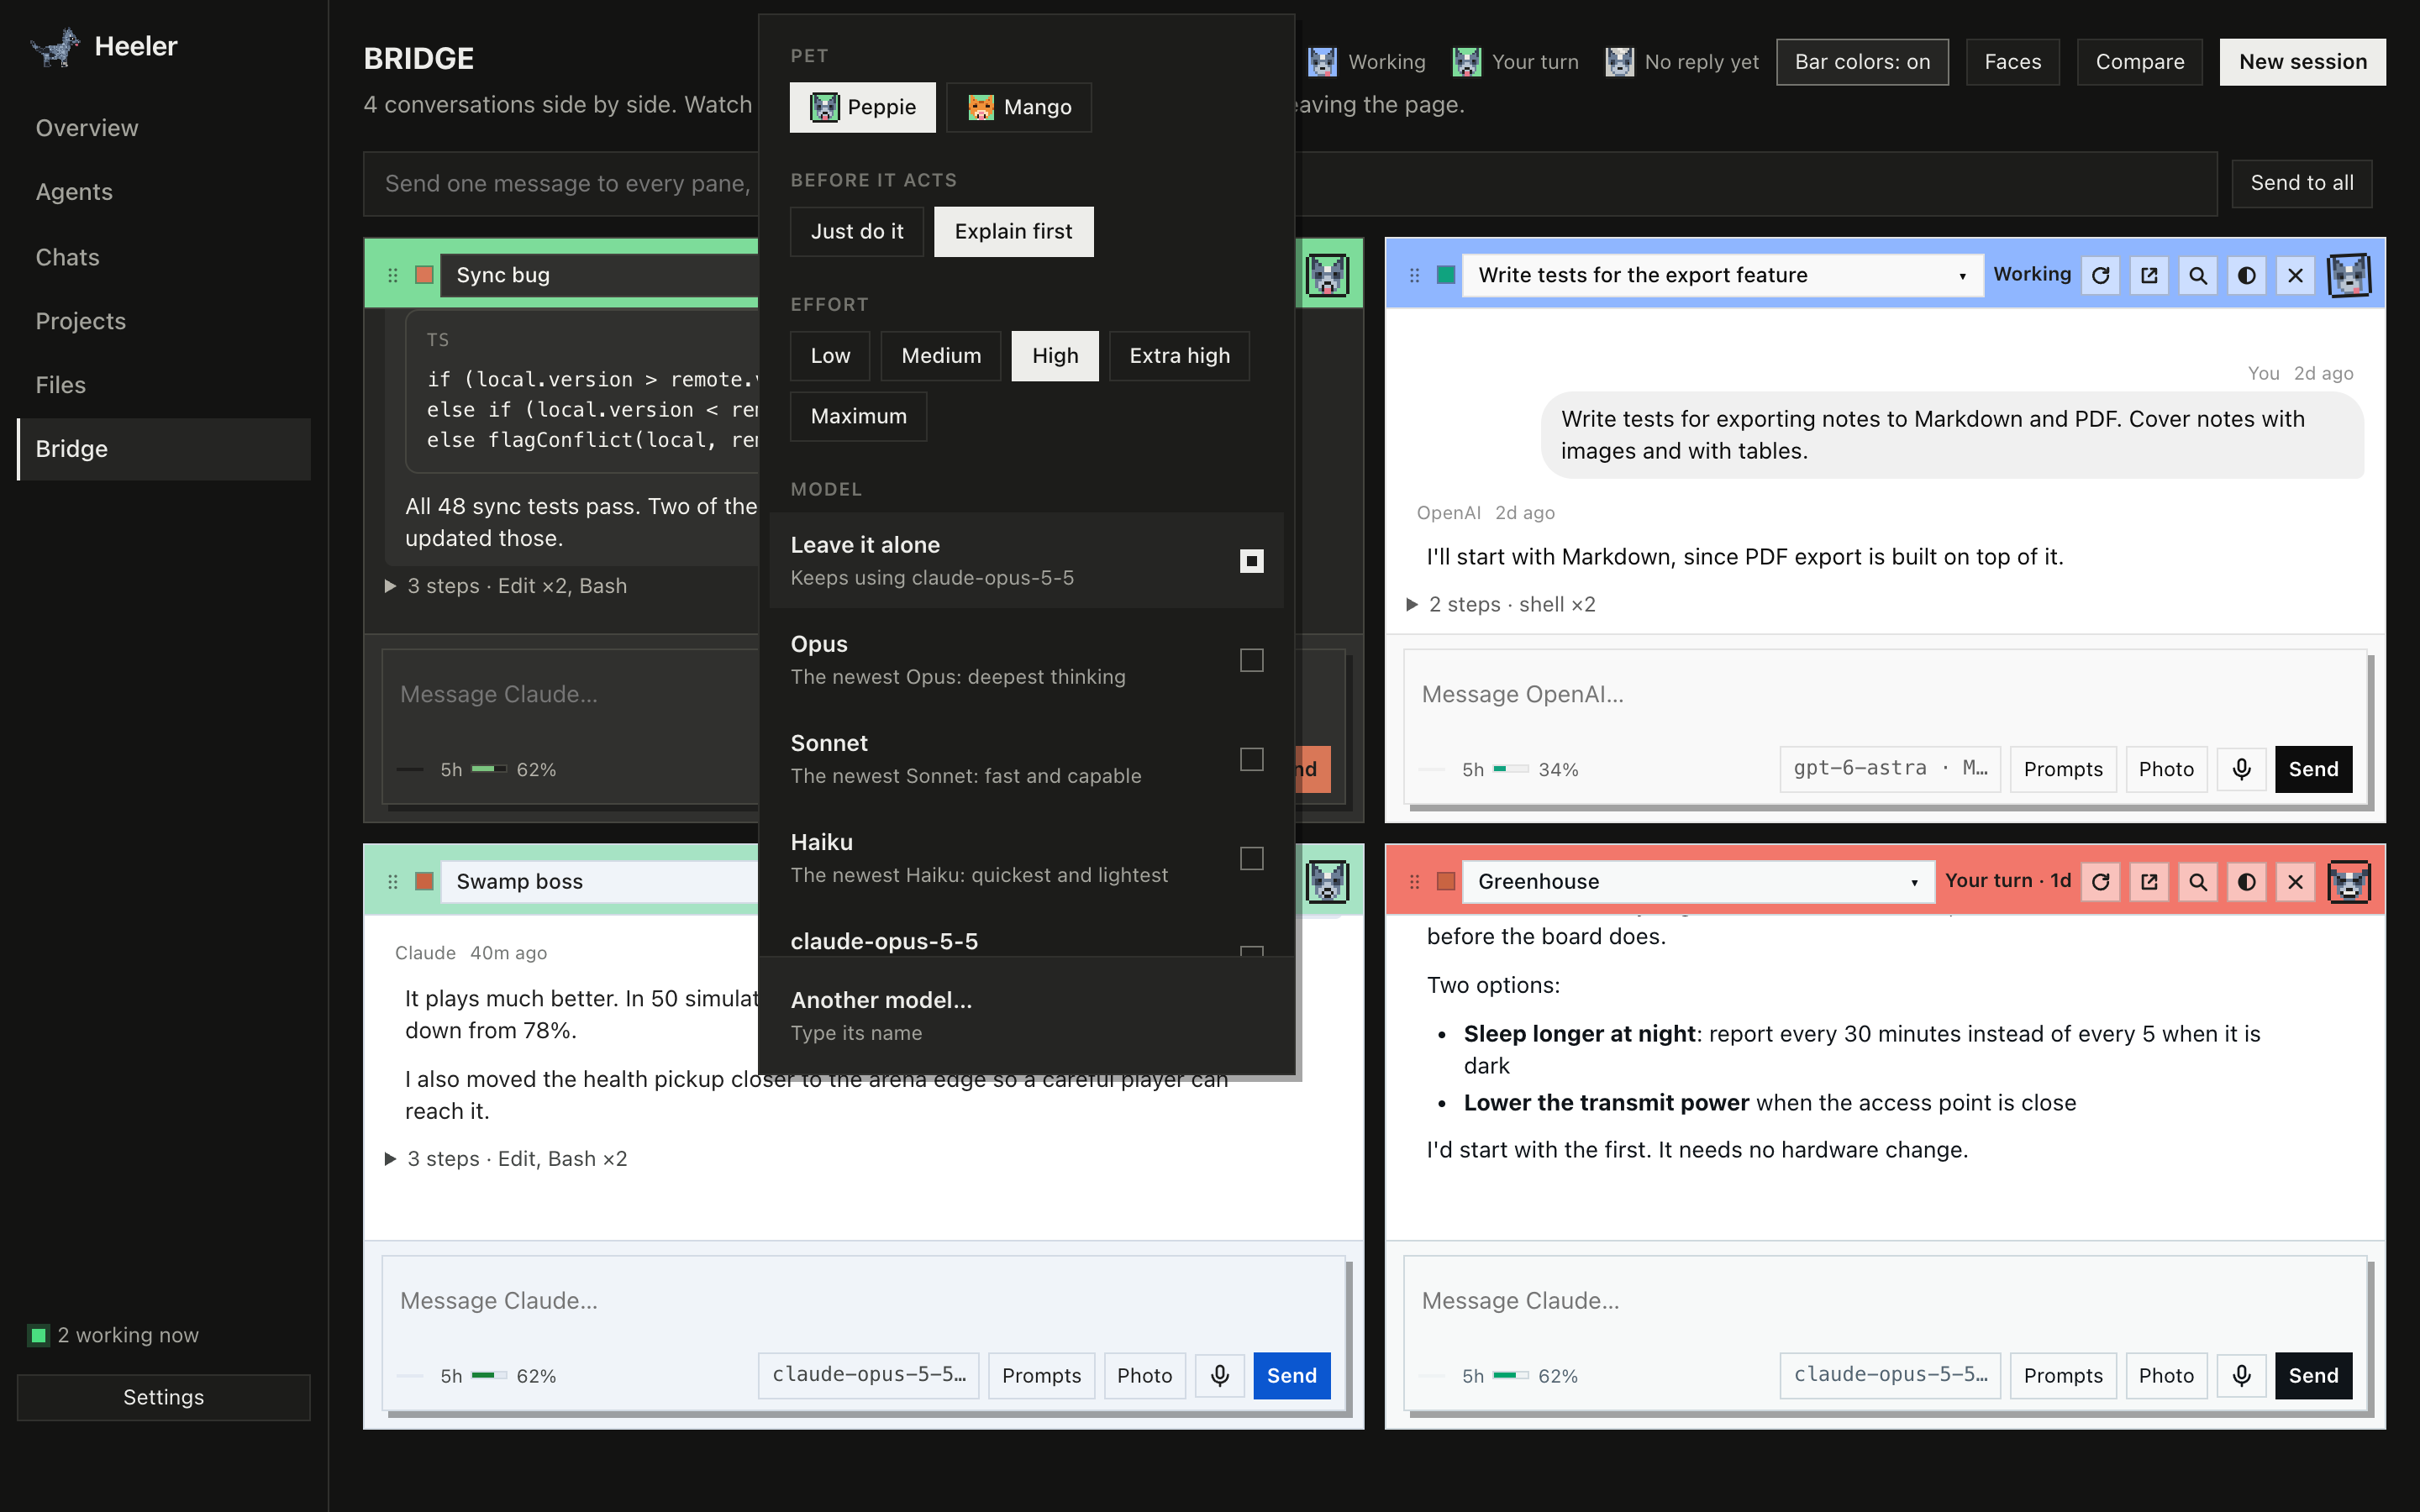 Heeler
Overview
Agents
Chats
Projects
Files
Bridge
2 working now
Settings
BRIDGE
4 conversations side by side. Watch
eaving the page.
Working
Your turn
No reply yet
Bar colors: on
Faces
Compare
New session
Send one message to every pane,
Send to all
PET
Peppie
Mango
BEFORE IT ACTS
Just do it
Explain first
EFFORT
Low
Medium
High
Extra high
Maximum
MODEL
Leave it alone
Keeps using claude-opus-5-5
Opus
The newest Opus: deepest thinking
Sonnet
The newest Sonnet: fast and capable
Haiku
The newest Haiku: quickest and lightest
claude-opus-5-5
Another model...
Type its name
Sync bug
TS
if (local.version > remote.
else if (local.version <
else flagConflict(local,
All 48 sync tests pass. Two of the
updated those.
3 steps · Edit ×2, Bash
Message Claude...
5h 62%
nd
Write tests for the export feature
Working
You 2d ago
Write tests for exporting notes to Markdown and PDF. Cover notes with
images and with tables.
OpenAI 2d ago
I'll start with Markdown, since PDF export is built on top of it.
2 steps · shell ×2
Message OpenAI...
5h 34%
gpt-6-astra · M…
Prompts
Photo
Send
Swamp boss
Claude 40m ago
It plays much better. In 50
down from 78%.
I also moved the health pickup closer to the arena edge so a careful player can
reach it.
3 steps · Edit, Bash ×2
Message Claude...
5h 62%
claude-opus-5-5…
Prompts
Photo
Send
Greenhouse
Your turn · 1d
before the board does.
Two options:
• Sleep longer at night: report every 30 minutes instead of every 5 when it is
dark
• Lower the transmit power when the access point is close
I'd start with the first. It needs no hardware change.
Message Claude...
5h 62%
claude-opus-5-5…
Prompts
Photo
Send